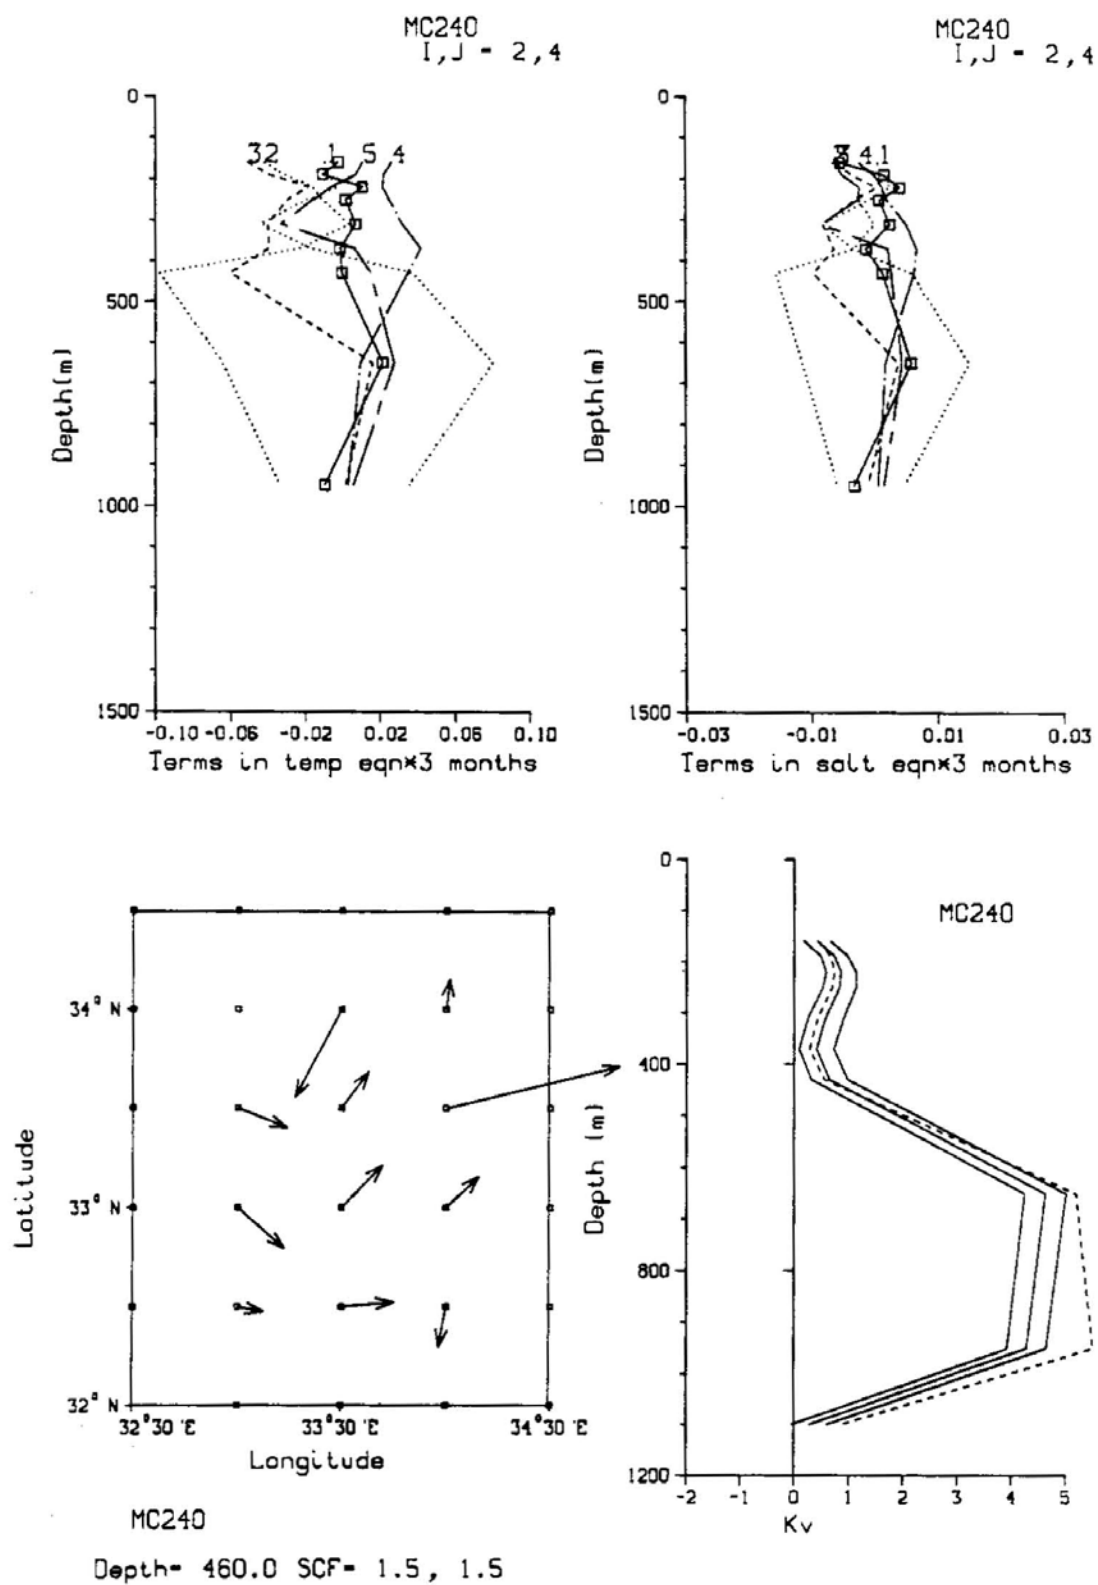 MC240
I,J - 2,4
0
500
1000
1500
Depth(m)
32 1 5 4
-0.10 -0.06 -0.02 0.02 0.06 0.10
Terms in temp eqn*3 months
MC240
I,J - 2,4
0
500
1000
1500
Depth(m)
4 1
-0.03 -0.01 0.01 0.03
Terms in salt eqn*3 months
34° N
33° N
32° N
Latitude
32°30'E 33°30'E 34°30'E
Longitude
MC240
Depth- 460.0 SCF- 1.5, 1.5
MC240
0
400
800
1200
Depth (m)
-2 -1 0 1 2 3 4 5
Kv